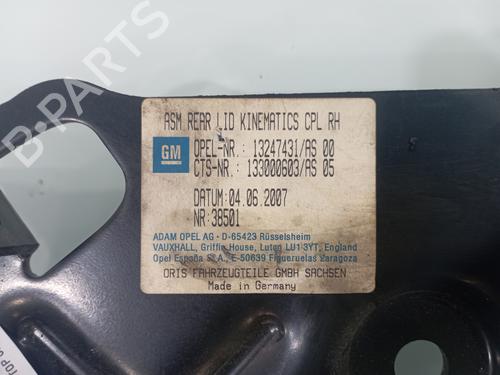 ASM REAR LID KINEMATICS CPL RH
GM
OPEL-NR.: 13247431/AS 00
CTS-NR.: 133000603/AS 05
DATUM:04.06.2007
NR:38501
ADAM OPEL AG · D-65423 Rüsselsheim
VAUXHALL, Griffin House, Luton LU1 3YT, England
Opel España S.A., E-50639 Figueruelas Zaragoza
ORIS FAHRZEUGTEILE GMBH SACHSEN
Made in Germany
TOP